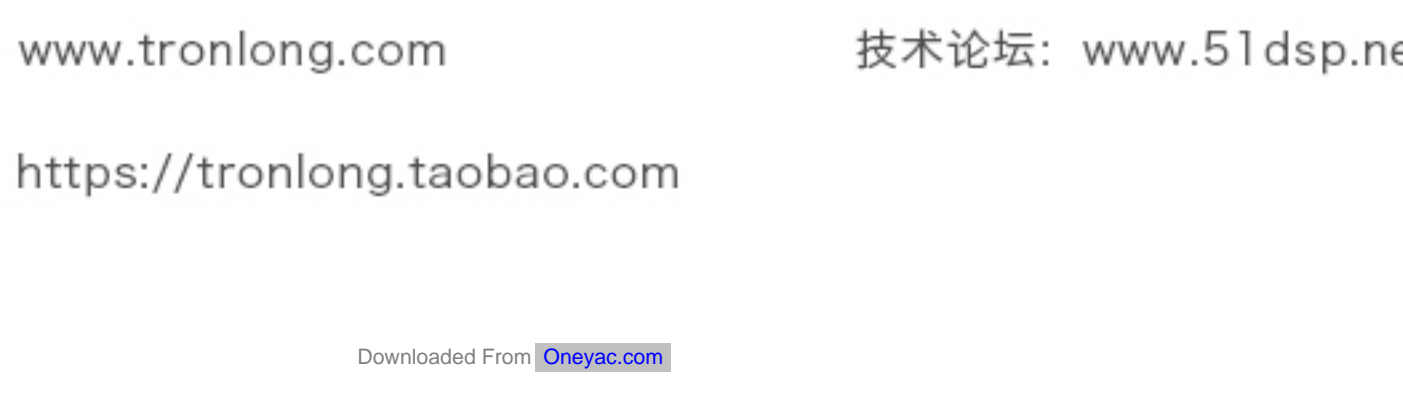 www.tronlong.com 技术论坛: www.51dsp.ne
https://tronlong.taobao.com
Downloaded From Oneyac.com